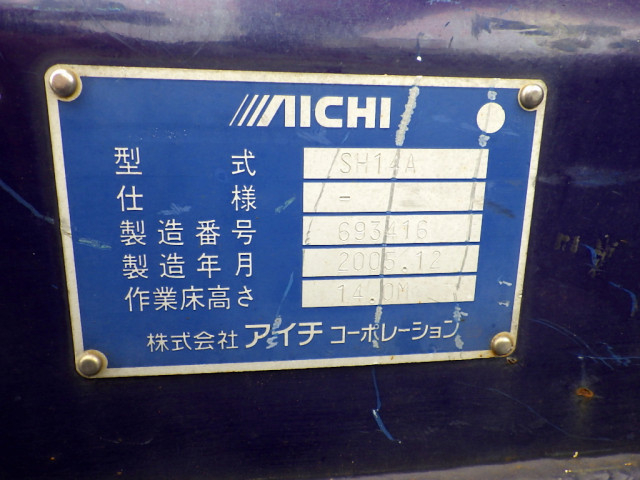 AICHI
型 式 SH14A
仕 様 -
製造番号 693416
製造年月 2005.12
作業床高さ 14.0M
株式会社 アイチ コーポレーション